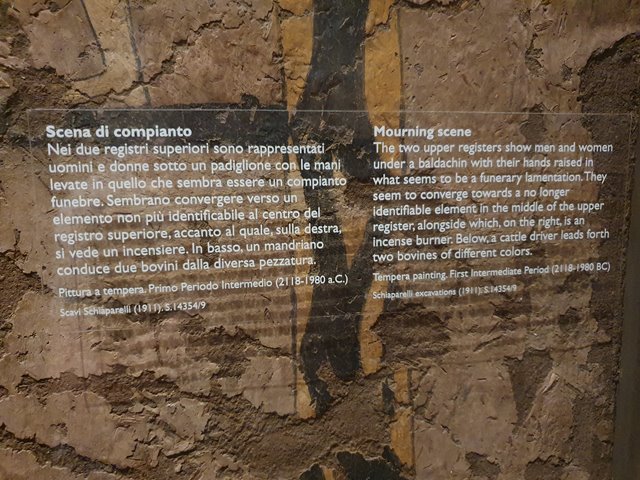 Scena di compianto
Nei due registri superiori sono rappresentati
uomini e donne sotto un padiglione con le mani
levate in quello che sembra essere un compianto
funebre. Sembrano convergere verso un
elemento non più identificabile al centro del
registro superiore, accanto al quale, sulla destra,
si vede un incensiere. In basso, un mandriano
conduce due bovini dalla diversa pezzatura.
Pittura a tempera. Primo Periodo Intermedio (2118-1980 a.C.)
Scavi Schiaparelli (1911). S.14354/9
Mourning scene
The two upper registers show men and women
under a baldachin with their hands raised in
what seems to be a funerary lamentation. They
seem to converge towards a no longer
identifiable element in the middle of the upper
register, alongside which, on the right, is an
incense burner. Below, a cattle driver leads forth
two bovines of different colors.
Tempera painting. First Intermediate Period (2118-1980 BC)
Schiaparelli excavations (1911). S.14354/9